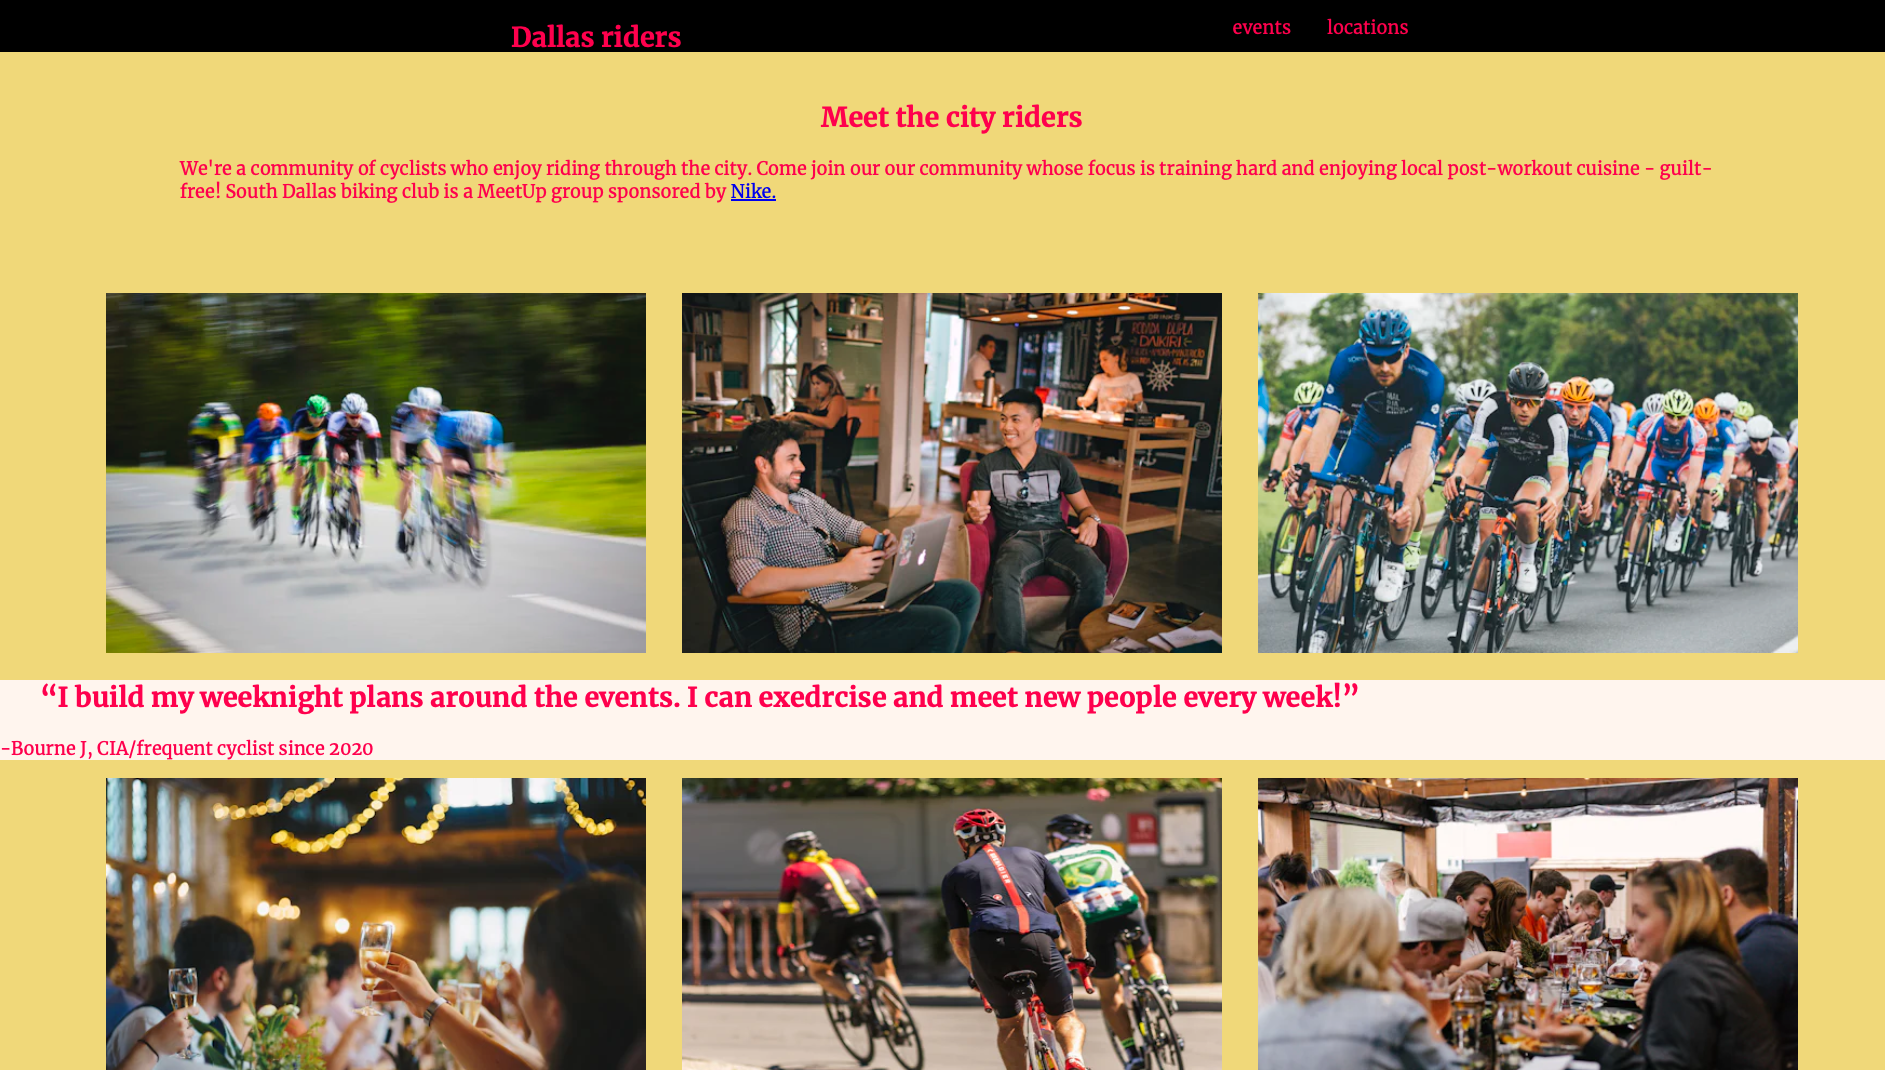 Dallas riders
events
locations
Meet the city riders
We're a community of cyclists who enjoy riding through the city. Come join our our community whose focus is training hard and enjoying local post-workout cuisine - guilt-
free! South Dallas biking club is a MeetUp group sponsored by Nike.
RODADA DUPLA
DAIKIRI
“I build my weeknight plans around the events. I can exedrcise and meet new people every week!”
-Bourne J, CIA/frequent cyclist since 2020